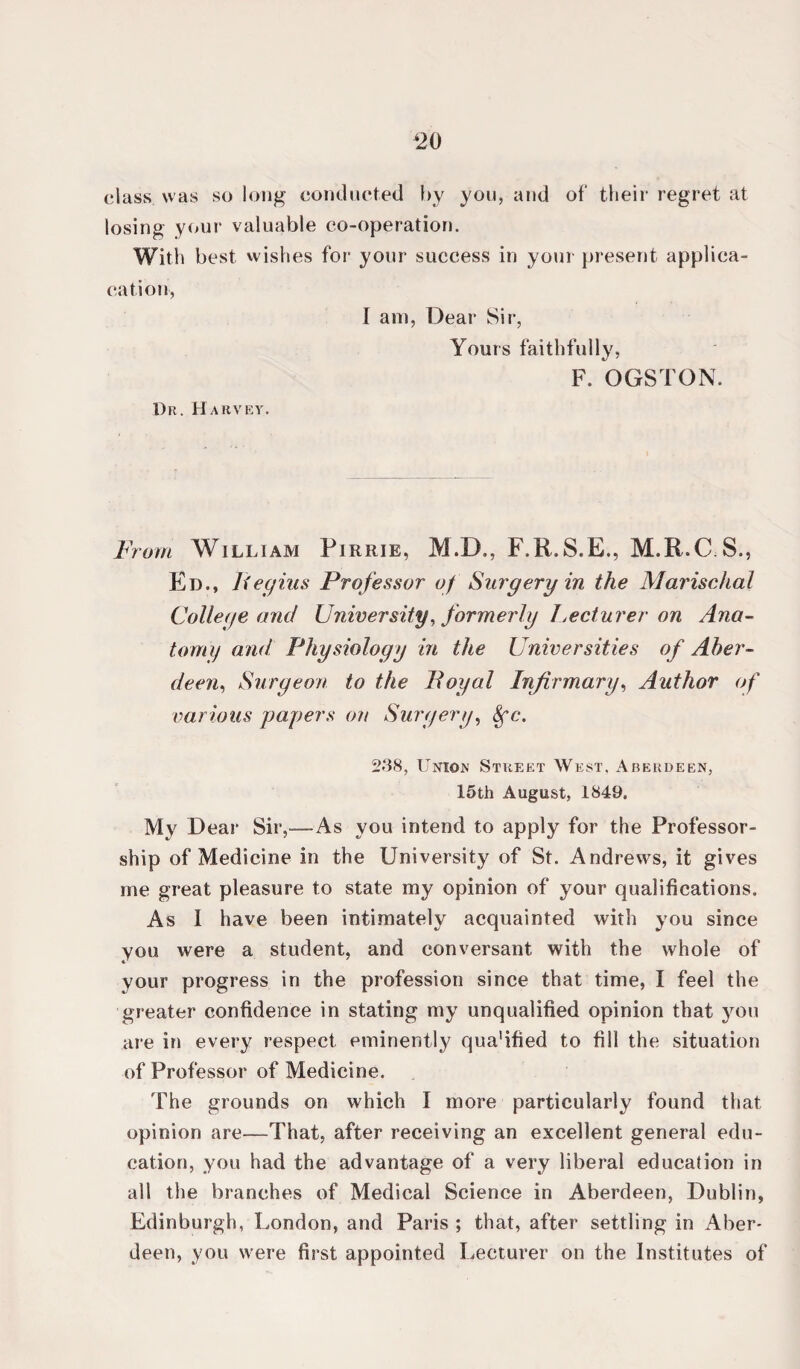 20
class was so long conducted by you, and of their regret at
losing your valuable co-operation.
With best wishes for your success in your present applica-
cation,
I am, Dear Sir,
Yours faithfully,
F. OGSTON.
Dr. Harvey.
From William Pirrie, M.D., F.R.S.E., M.R.C.S.,
Ed., Regius Professor of Surgery in the Marischal
College and University, formerly Lecturer on Ana-
tomy and Physiology in the Universities of Aber-
deen, Surgeon to the Royal Infirmary, Author of
various papers on Surgery, &c.
238, Union Street West, Aberdeen,
15th August, 1849.
My Dear Sir,—As you intend to apply for the Professor-
ship of Medicine in the University of St. Andrews, it gives
me great pleasure to state my opinion of your qualifications.
As I have been intimately acquainted with you since
you were a student, and conversant with the whole of
your progress in the profession since that time, I feel the
greater confidence in stating my unqualified opinion that you
are in every respect eminently qua'ified to fill the situation
of Professor of Medicine.
The grounds on which I more particularly found that
opinion are—That, after receiving an excellent general edu-
cation, you had the advantage of a very liberal education in
all the branches of Medical Science in Aberdeen, Dublin,
Edinburgh, London, and Paris ; that, after settling in Aber-
deen, you were first appointed Lecturer on the Institutes of